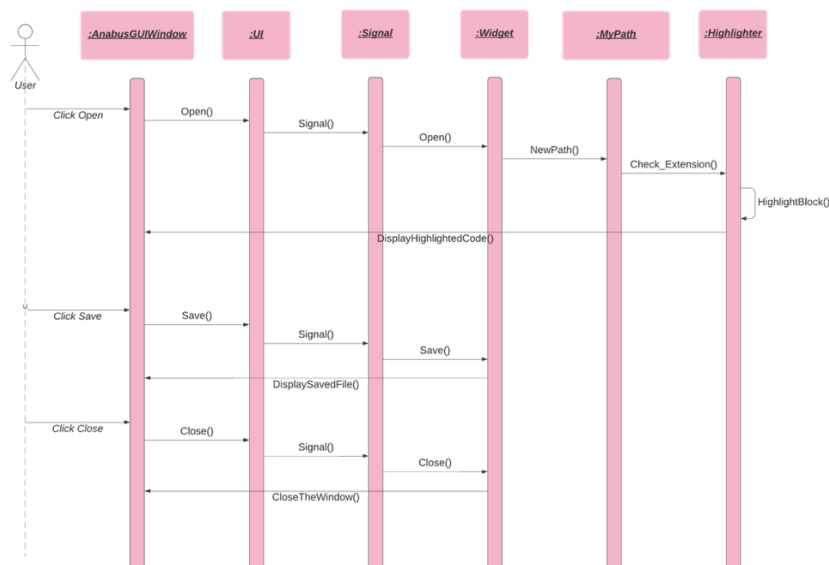 :AnabusGUIWindow
:UI
:Signal
:Widget
:MyPath
:Highlighter
User
Click Open
Open()
Signal()
Open()
NewPath()
Check_Extension()
HighlightBlock()
DisplayHighlightedCode()
u
Click Save
Save()
Signal()
Save()
DisplaySavedFile()
Click Close
Close()
Signal()
Close()
CloseTheWindow()